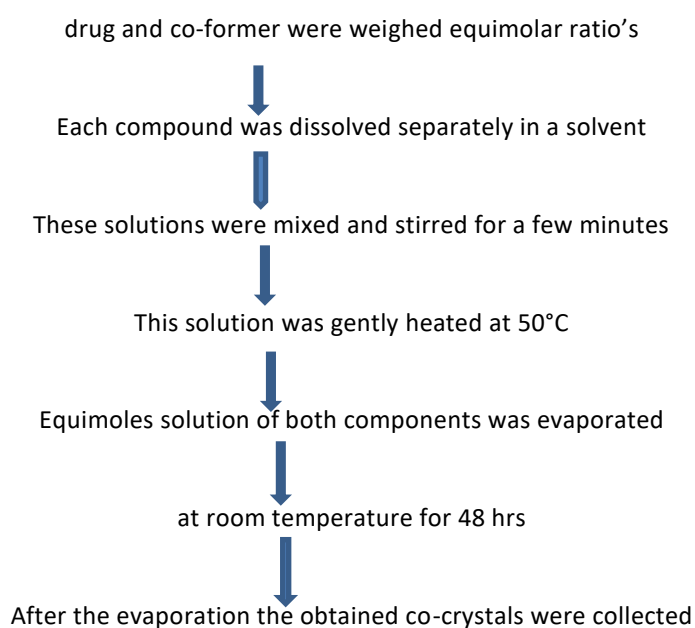 drug and co-former were weighed equimolar ratio's
Each compound was dissolved separately in a solvent
These solutions were mixed and stirred for a few minutes
This solution was gently heated at 50°C
Equimoles solution of both components was evaporated
at room temperature for 48 hrs
After the evaporation the obtained co-crystals were collected